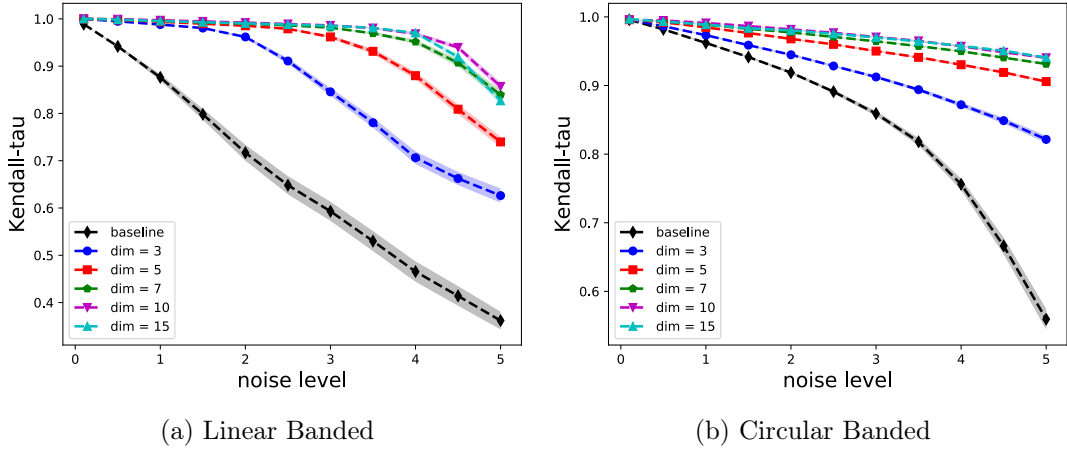 Kendall-tau
1.0
0.9
0.8
0.7
0.6
0.5
0.4
baseline
dim = 3
dim = 5
dim = 7
dim = 10
dim = 15
0 1 2 3 4 5
noise level
(a) Linear Banded
Kendall-tau
1.0
0.9
0.8
0.7
0.6
baseline
dim = 3
dim = 5
dim = 7
dim = 10
dim = 15
0 1 2 3 4 5
noise level
(b) Circular Banded